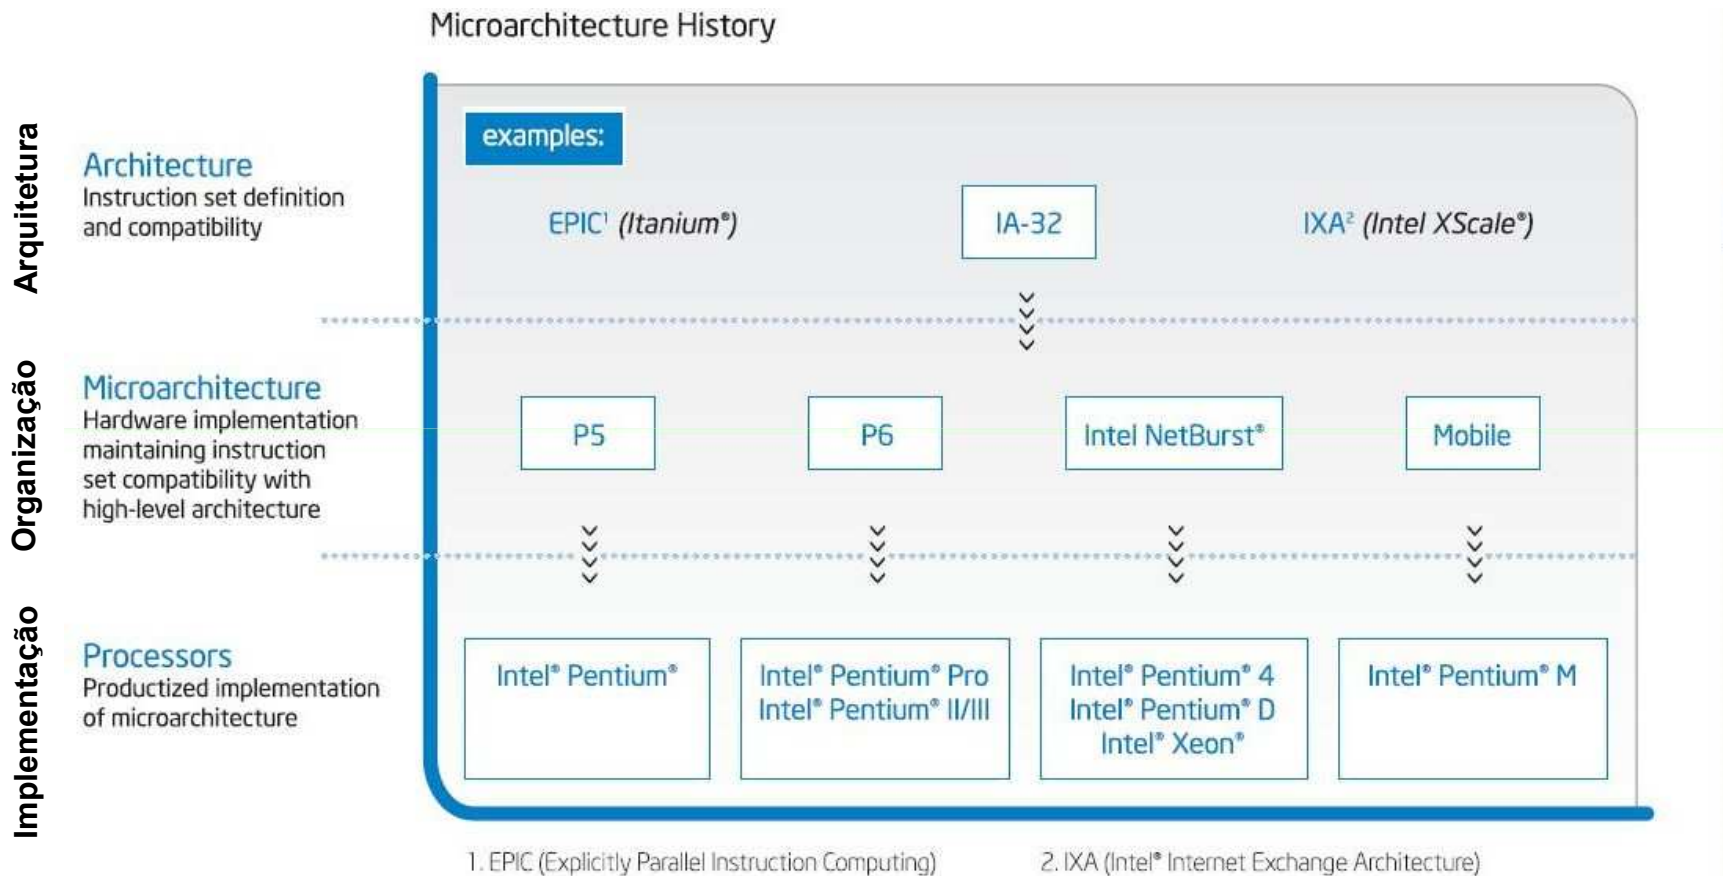 Microarchitecture History
examples:
Arquitetura
Architecture
Instruction set definition
and compatibility
EPIC¹ (Itanium®)
IA-32
IXA² (Intel XScale®)
Organização
Microarchitecture
Hardware implementation
maintaining instruction
set compatibility with
high-level architecture
P5
P6
Intel NetBurst®
Mobile
Implementação
Processors
Productized implementation
of microarchitecture
Intel® Pentium®
Intel® Pentium® Pro
Intel® Pentium® II/III
Intel® Pentium® 4
Intel® Pentium® D
Intel® Xeon®
Intel® Pentium® M
1. EPIC (Explicitly Parallel Instruction Computing)
2. IXA (Intel® Internet Exchange Architecture)